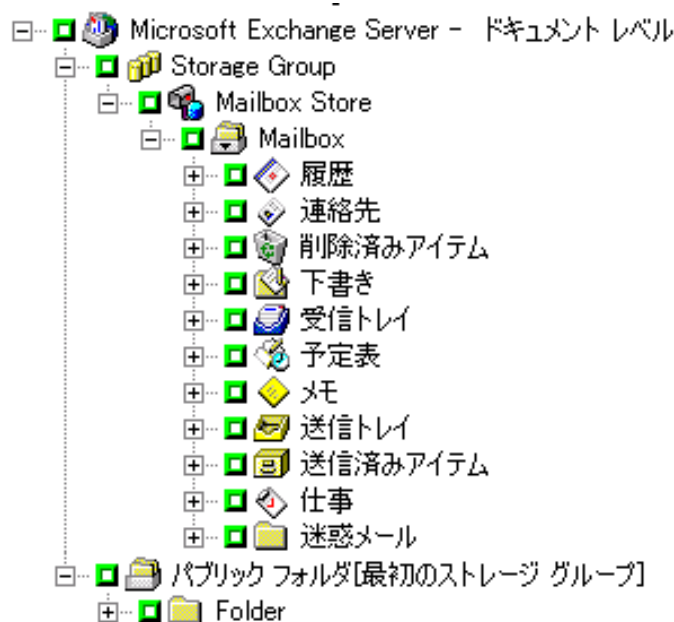 Microsoft Exchange Server - ドキュメント レベル
Storage Group
Mailbox Store
Mailbox
履歴
連絡先
削除済みアイテム
下書き
受信トレイ
予定表
メモ
送信トレイ
送信済みアイテム
仕事
迷惑メール
パブリック フォルダ[最初のストレージ グループ]
Folder